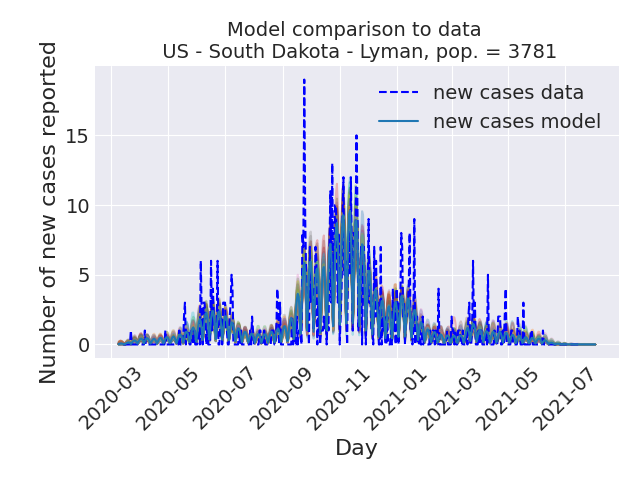 Model comparison to data
US - South Dakota - Lyman, pop. = 3781
new cases data
new cases model
Number of new cases reported
15
10
5
0
2020-03
2020-05
2020-07
2020-09
2020-11
2021-01
2021-03
2021-05
2021-07
Day